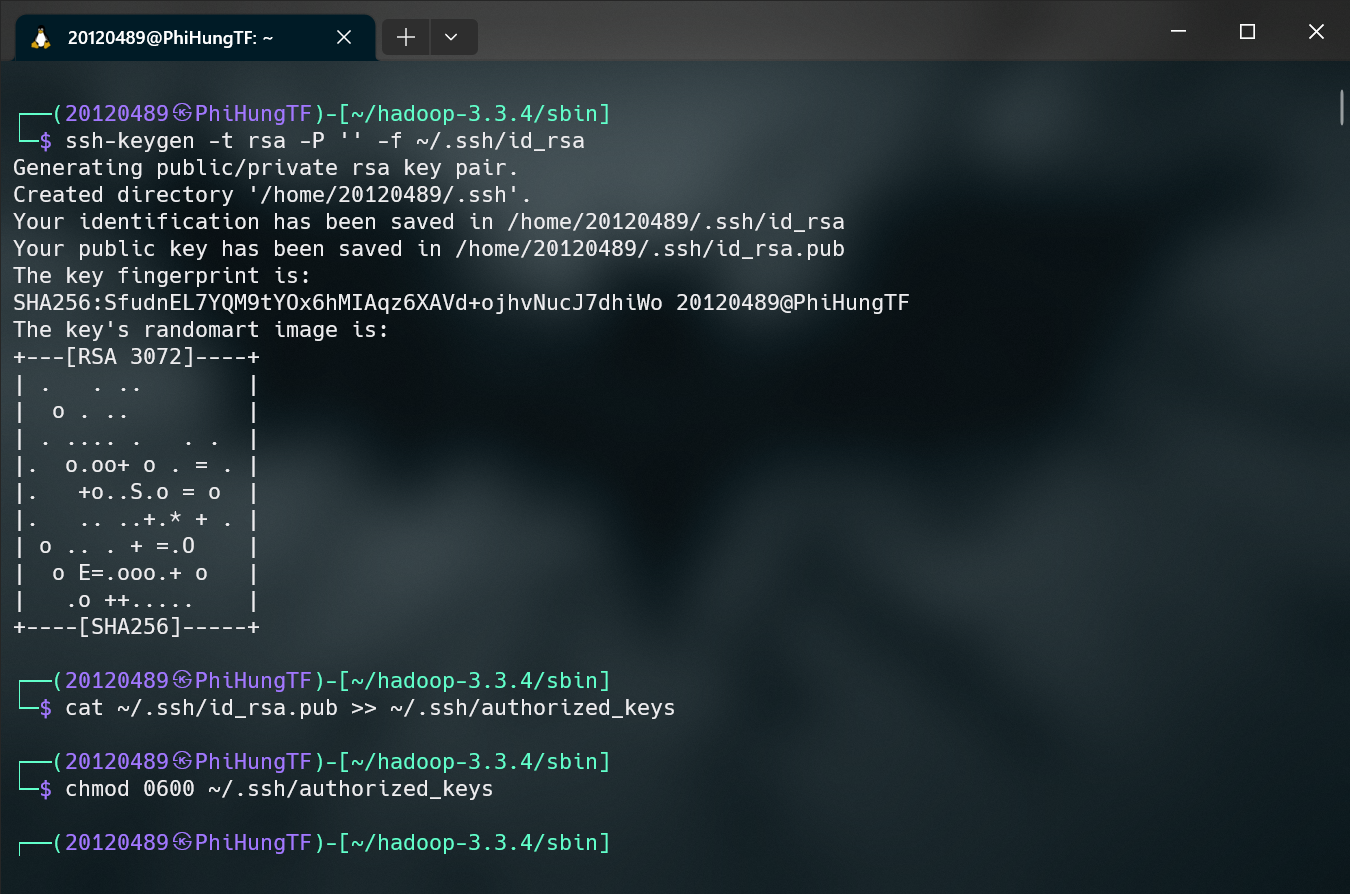 20120489@PhiHungTF: ~
┌──(20120489㉿PhiHungTF)-[~/hadoop-3.3.4/sbin]
└─$ ssh-keygen -t rsa -P '' -f ~/.ssh/id_rsa
Generating public/private rsa key pair.
Created directory '/home/20120489/.ssh'.
Your identification has been saved in /home/20120489/.ssh/id_rsa
Your public key has been saved in /home/20120489/.ssh/id_rsa.pub
The key fingerprint is:
SHA256:SfudnEL7YQM9tYOx6hMIAqz6XAVd+ojhvNucJ7dhiWo 20120489@PhiHungTF
The key's randomart image is:
+---[RSA 3072]----+
| .   . ..        |
|  o . ..         |
| . .... .   . .  |
|.  o.oo+ o . = . |
|.   +o..S.o = o  |
|.   .. ..+.* + . |
| o .. . + =.O    |
|  o E=.ooo.+ o   |
|   .o ++.....    |
+----[SHA256]-----+
┌──(20120489㉿PhiHungTF)-[~/hadoop-3.3.4/sbin]
└─$ cat ~/.ssh/id_rsa.pub >> ~/.ssh/authorized_keys
┌──(20120489㉿PhiHungTF)-[~/hadoop-3.3.4/sbin]
└─$ chmod 0600 ~/.ssh/authorized_keys
┌──(20120489㉿PhiHungTF)-[~/hadoop-3.3.4/sbin]